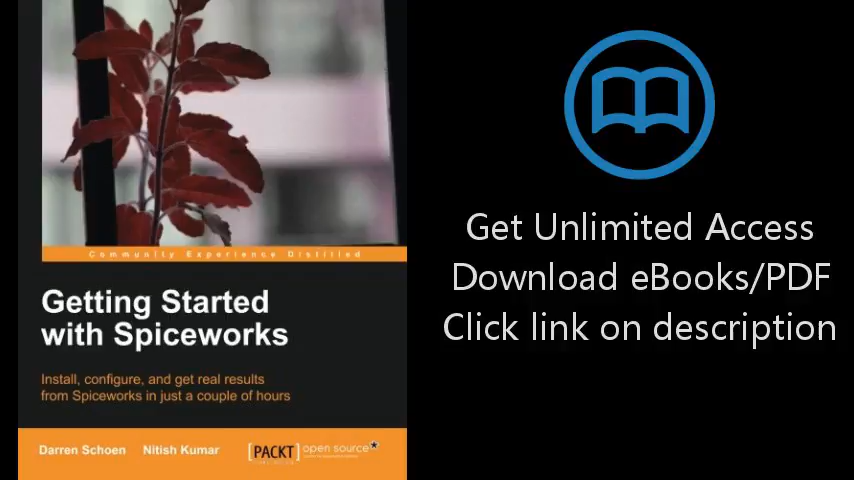 Community Experience Distilled
Getting Started
with Spiceworks
Install, configure, and get real results
from Spiceworks in just a couple of hours
Darren Schoen Nitish Kumar
[PACKT] open source*
Get Unlimited Access
Download eBooks/PDF
Click link on description